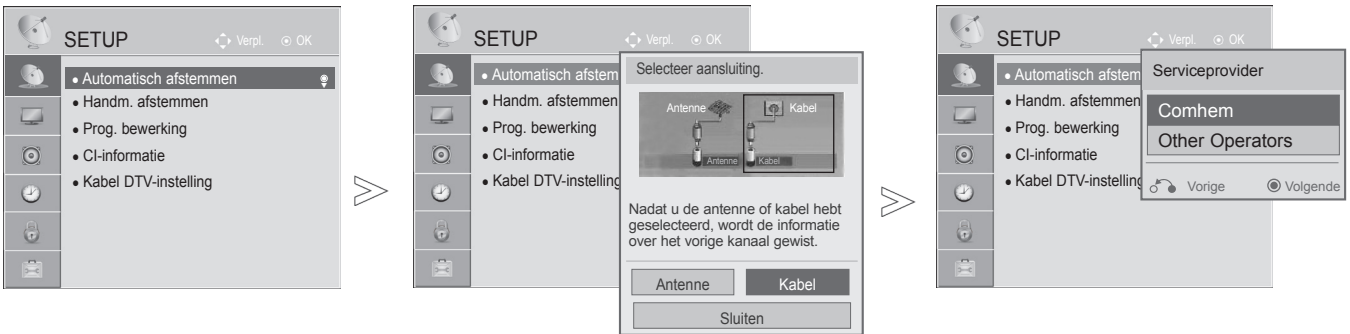 SETUP
Verpl. OK
• Automatisch afstemmen
• Handm. afstemmen
• Prog. bewerking
• CI-informatie
• Kabel DTV-instelling
SETUP
Verpl. OK
• Automatisch afstem
• Handm. afstemmen
• Prog. bewerking
• CI-informatie
• Kabel DTV-instelling
Selecteer aansluiting.
Antenne Kabel
Antenne Kabel
Nadat u de antenne of kabel hebt
geselecteerd, wordt de informatie
over het vorige kanaal gewist.
Antenne Kabel
Sluiten
SETUP
Verpl. OK
• Automatisch afstem
• Handm. afstemmen
• Prog. bewerking
• CI-informatie
• Kabel DTV-instelling
Serviceprovider
Comhem
Other Operators
Vorige Volgende